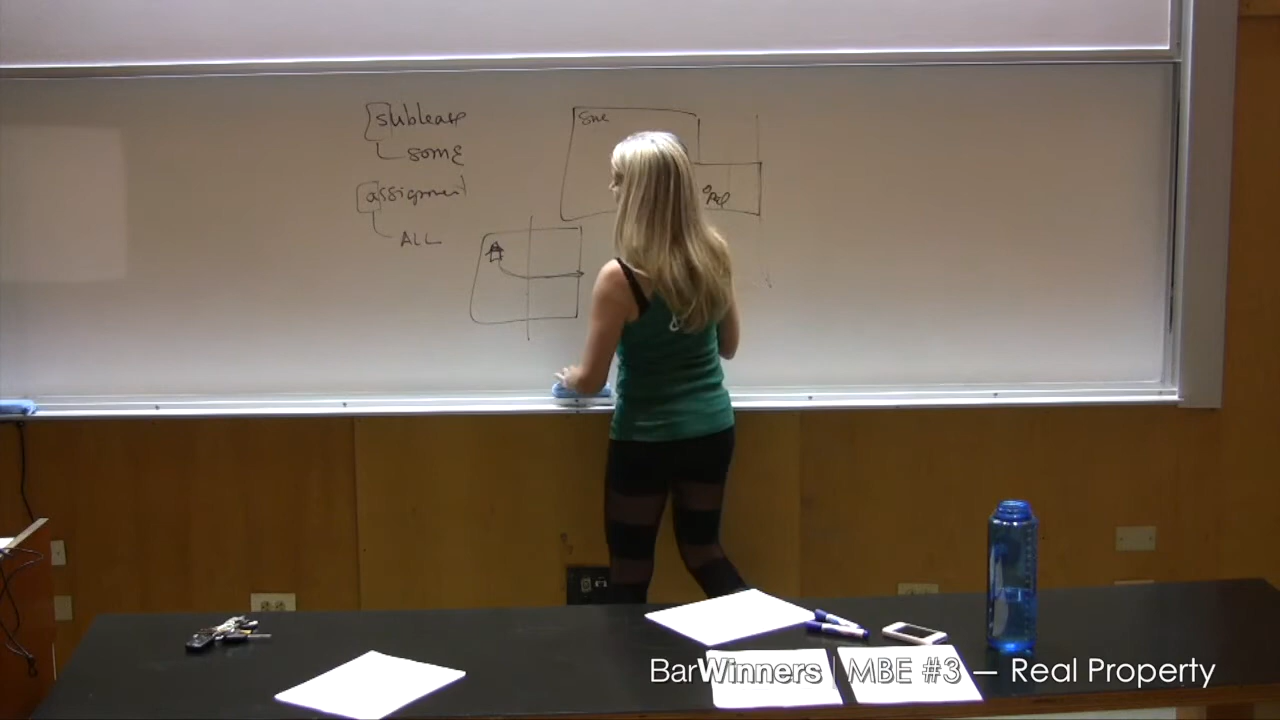 sublease
some
assignment
ALL
BarWinners | MBE #3 — Real Property